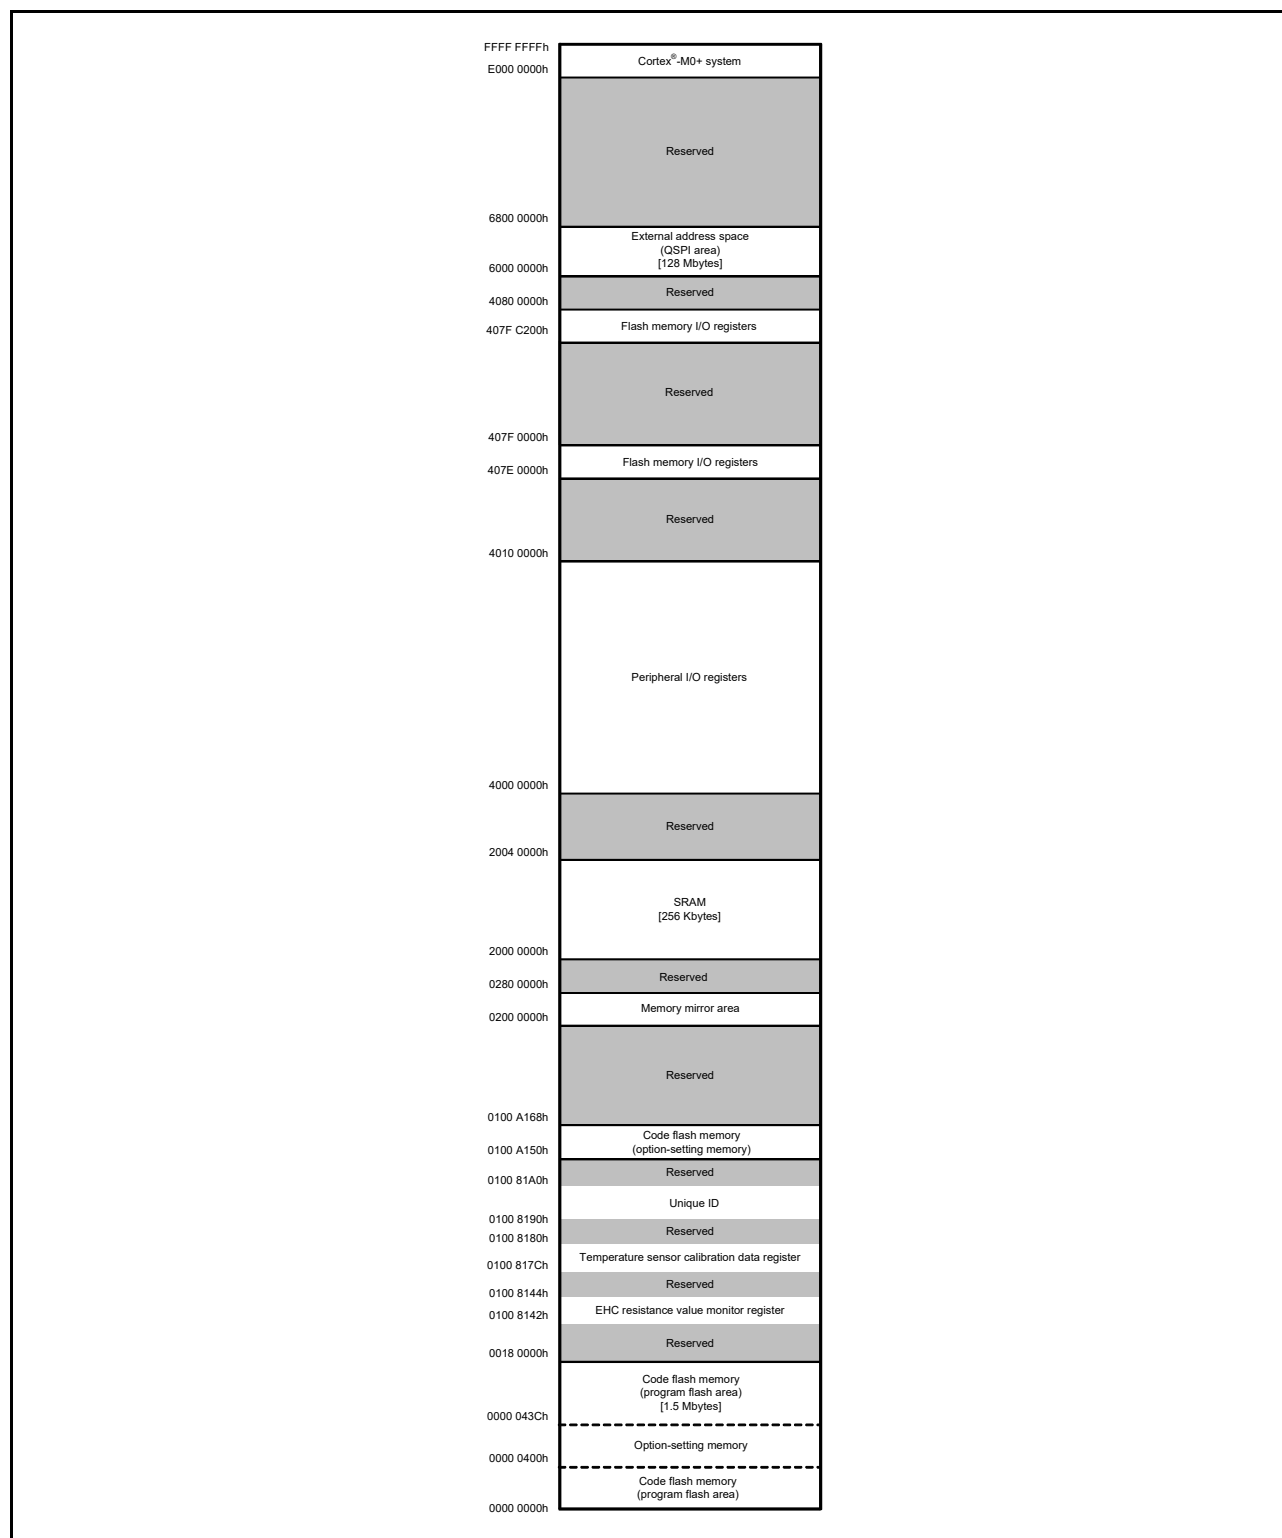 FFFF FFFFh
Cortex®-M0+ system
E000 0000h
Reserved
6800 0000h
External address space
(QSPI area)
[128 Mbytes]
6000 0000h
Reserved
4080 0000h
Flash memory I/O registers
407F C200h
Reserved
407F 0000h
Flash memory I/O registers
407E 0000h
Reserved
4010 0000h
Peripheral I/O registers
4000 0000h
Reserved
2004 0000h
SRAM
[256 Kbytes]
2000 0000h
Reserved
0280 0000h
Memory mirror area
0200 0000h
Reserved
0100 A168h
Code flash memory
(option-setting memory)
0100 A150h
Reserved
0100 81A0h
Unique ID
0100 8190h
Reserved
0100 8180h
Temperature sensor calibration data register
0100 817Ch
Reserved
0100 8144h
EHC resistance value monitor register
0100 8142h
Reserved
0018 0000h
Code flash memory
(program flash area)
[1.5 Mbytes]
0000 043Ch
Option-setting memory
0000 0400h
Code flash memory
(program flash area)
0000 0000h